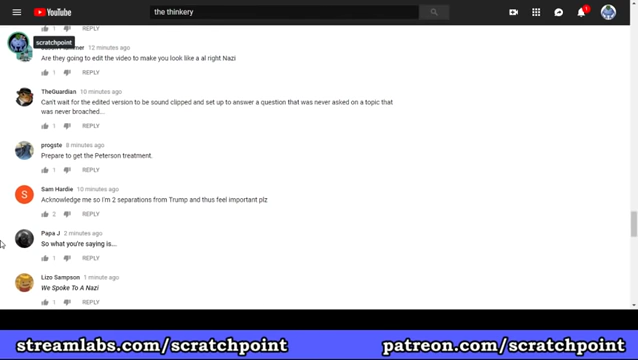 YouTube
the thinkery
1 REPLY
scratchpoint
12 minutes ago
Are they going to edit the video to make you look like a al right Nazi
1 REPLY
TheGuardian 10 minutes ago
Can't wait for the edited version to be sound clipped and set up to answer a question that was never asked on a topic that
was never broached...
1 REPLY
progste 8 minutes ago
Prepare to get the Peterson treatment.
1 REPLY
Sam Hardie 10 minutes ago
Acknowledge me so I'm 2 separations from Trump and thus feel important plz
2 REPLY
Papa J 2 minutes ago
So what you're saying is...
1 REPLY
Lizo Sampson 1 minute ago
We Spoke To A Nazi
1 REPLY
streamlabs.com/scratchpoint patreon.com/scratchpoint